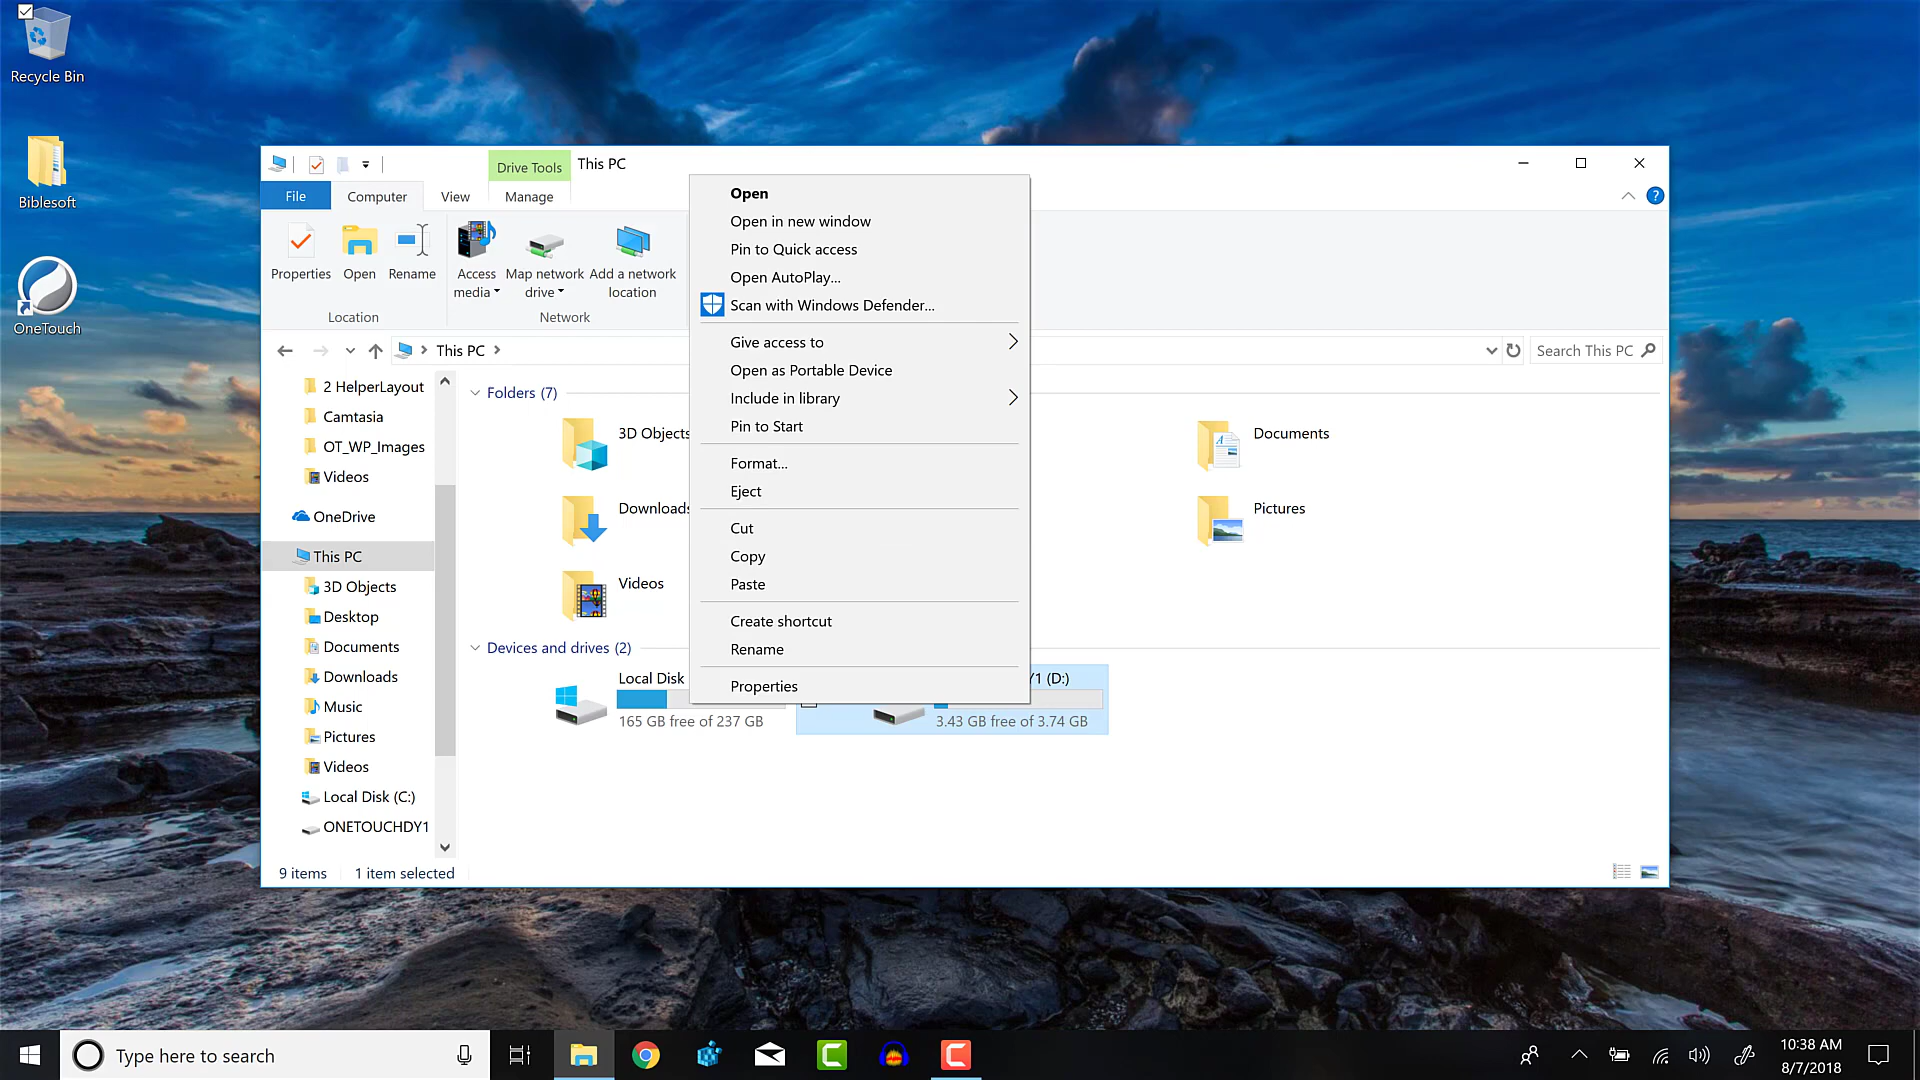 Recycle Bin
Biblesoft
OneTouch
Drive Tools
This PC
File
Computer
View
Manage
Properties
Open
Rename
Access media
Map network drive
Add a network location
Location
Network
This PC
Search This PC
2 HelperLayout
Camtasia
OT_WP_Images
Videos
OneDrive
This PC
3D Objects
Desktop
Documents
Downloads
Music
Pictures
Videos
Local Disk (C:)
ONETOUCHDY1
Folders (7)
3D Objects
Documents
Downloads
Pictures
Videos
Devices and drives (2)
Local Disk
165 GB free of 237 GB
Y1 (D:)
3.43 GB free of 3.74 GB
Open
Open in new window
Pin to Quick access
Open AutoPlay...
Scan with Windows Defender...
Give access to
Open as Portable Device
Include in library
Pin to Start
Format...
Eject
Cut
Copy
Paste
Create shortcut
Rename
Properties
9 items
1 item selected
Type here to search
10:38 AM
8/7/2018